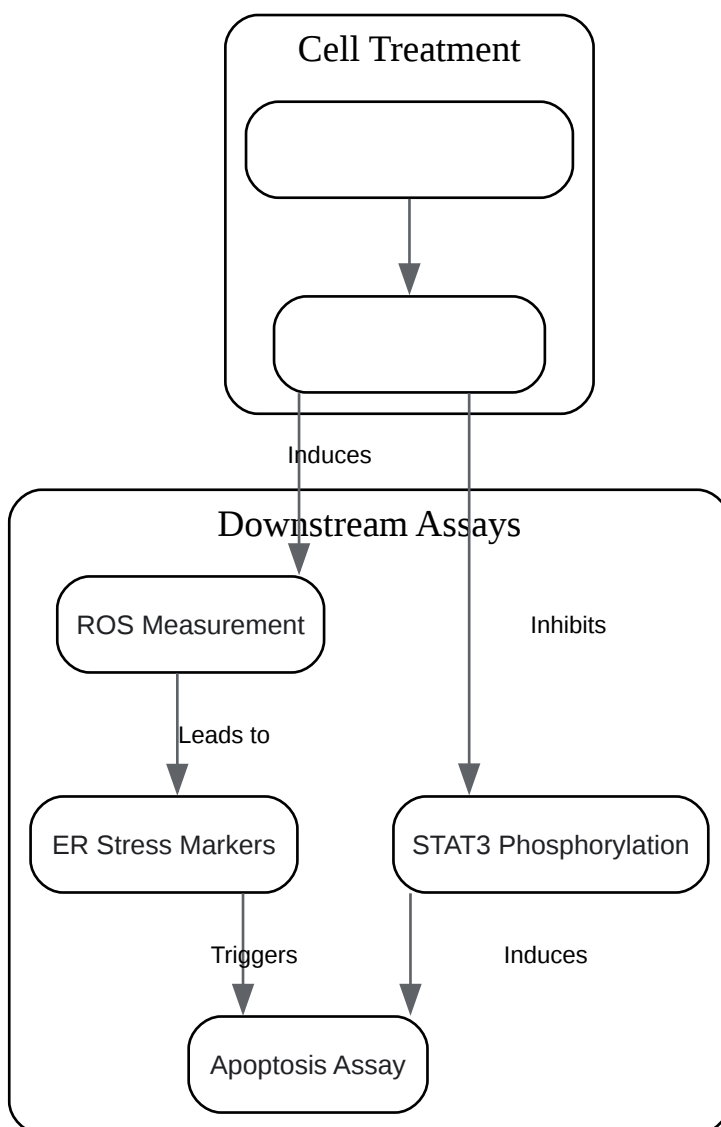 Cell Treatment
Induces
Downstream Assays
ROS Measurement
Inhibits
Leads to
ER Stress Markers
STAT3 Phosphorylation
Triggers
Induces
Apoptosis Assay